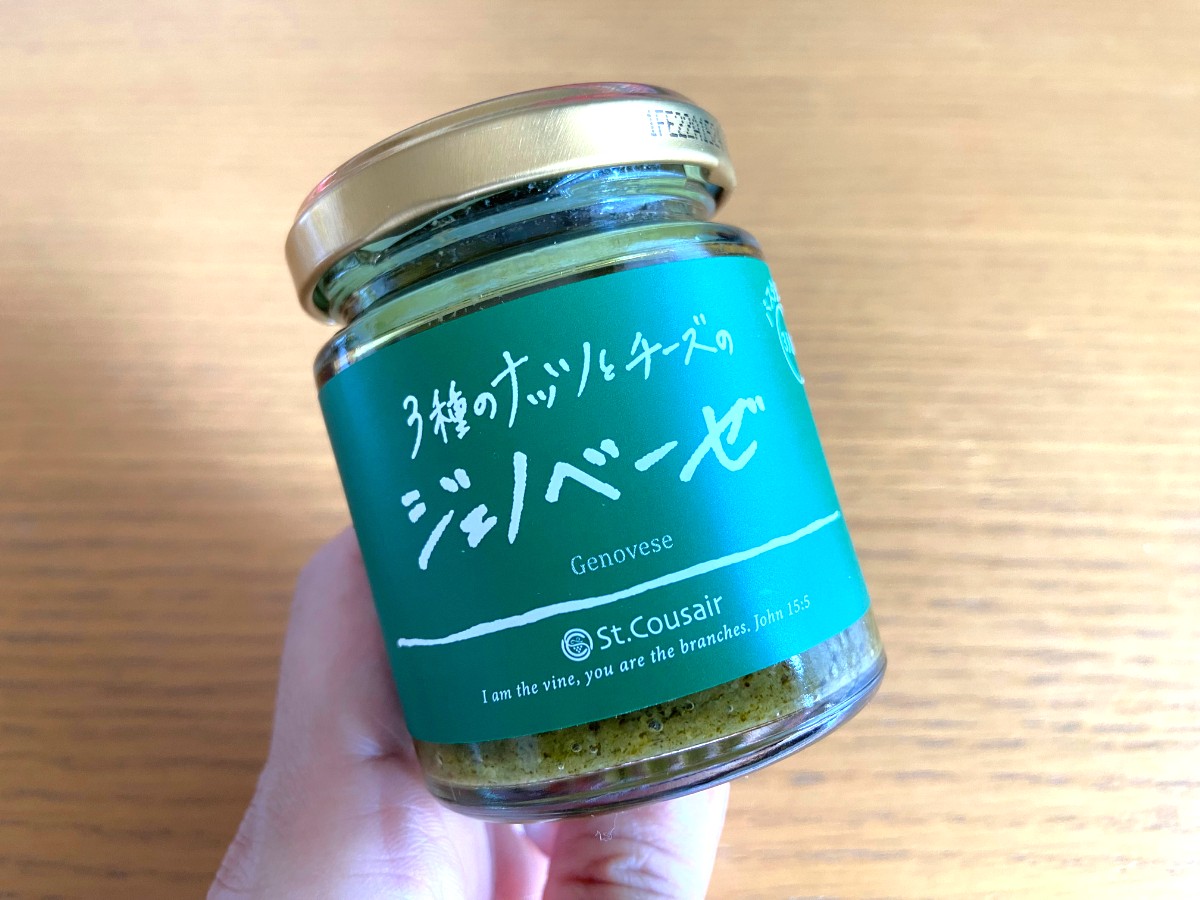 1FE22A1524
3種のナッツとチーズの
ジェノベーゼ
Genovese
St.Cousair
I am the vine, you are the branches. John 15:5